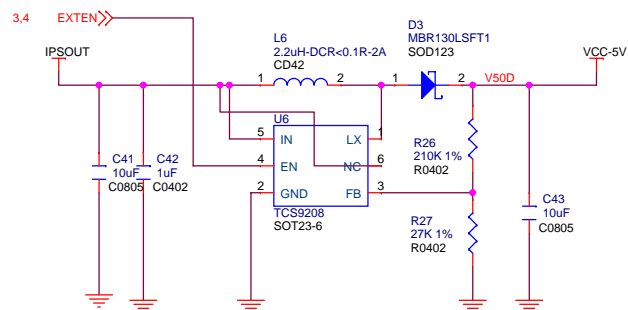 3,4 EXTEN
IPSOUT
L6
2.2uH-DCR<0.1R-2A
CD42
D3
MBR130LSFT1
SOD123
VCC-5V
1 2
1 2
V50D
U6
5 IN LX 1
4 EN NC 6
2 GND FB 3
TCS9208
SOT23-6
C41
10uF
C0805
C42
1uF
C0402
R26
210K 1%
R0402
R27
27K 1%
R0402
C43
10uF
C0805